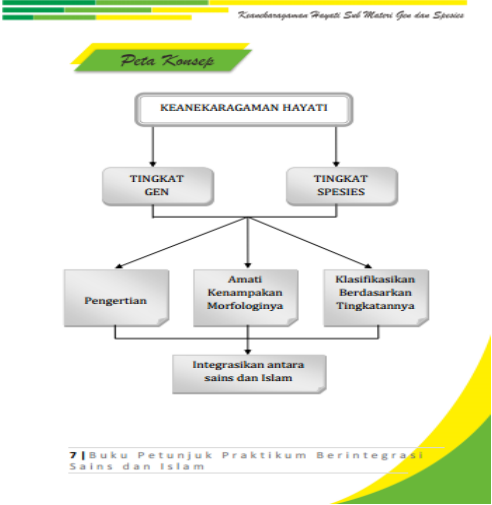 Keanekaragaman Hayati Sub Materi Gen dan Spesies
Peta Konsep
KEANEKARAGAMAN HAYATI
TINGKAT
GEN
TINGKAT
SPESIES
Pengertian
Amati
Kenampakan
Morfologinya
Klasifikasikan
Berdasarkan
Tingkatannya
Integrasikan antara
sains dan Islam
7 | Buku Petunjuk Praktikum Berintegrasi
Sains dan Islam